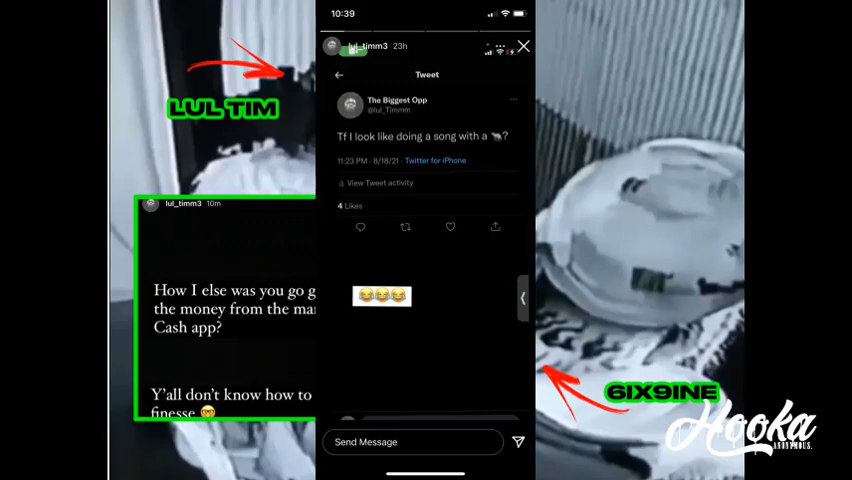 10:39
lul_timm3 23h
Tweet
The Biggest Opp
@lul_Timmm
Tf I look like doing a song with a 🐀?
11:23 PM · 8/18/21 · Twitter for iPhone
View Tweet activity
4 Likes
😂😂😂
Send Message
LUL TIM
lul_timm3 10m
How I else was you go g
the money from the mar
Cash app?
Y'all don't know how to
finesse 🤣
6IX9INE
Hooka
ANONYMOUS.